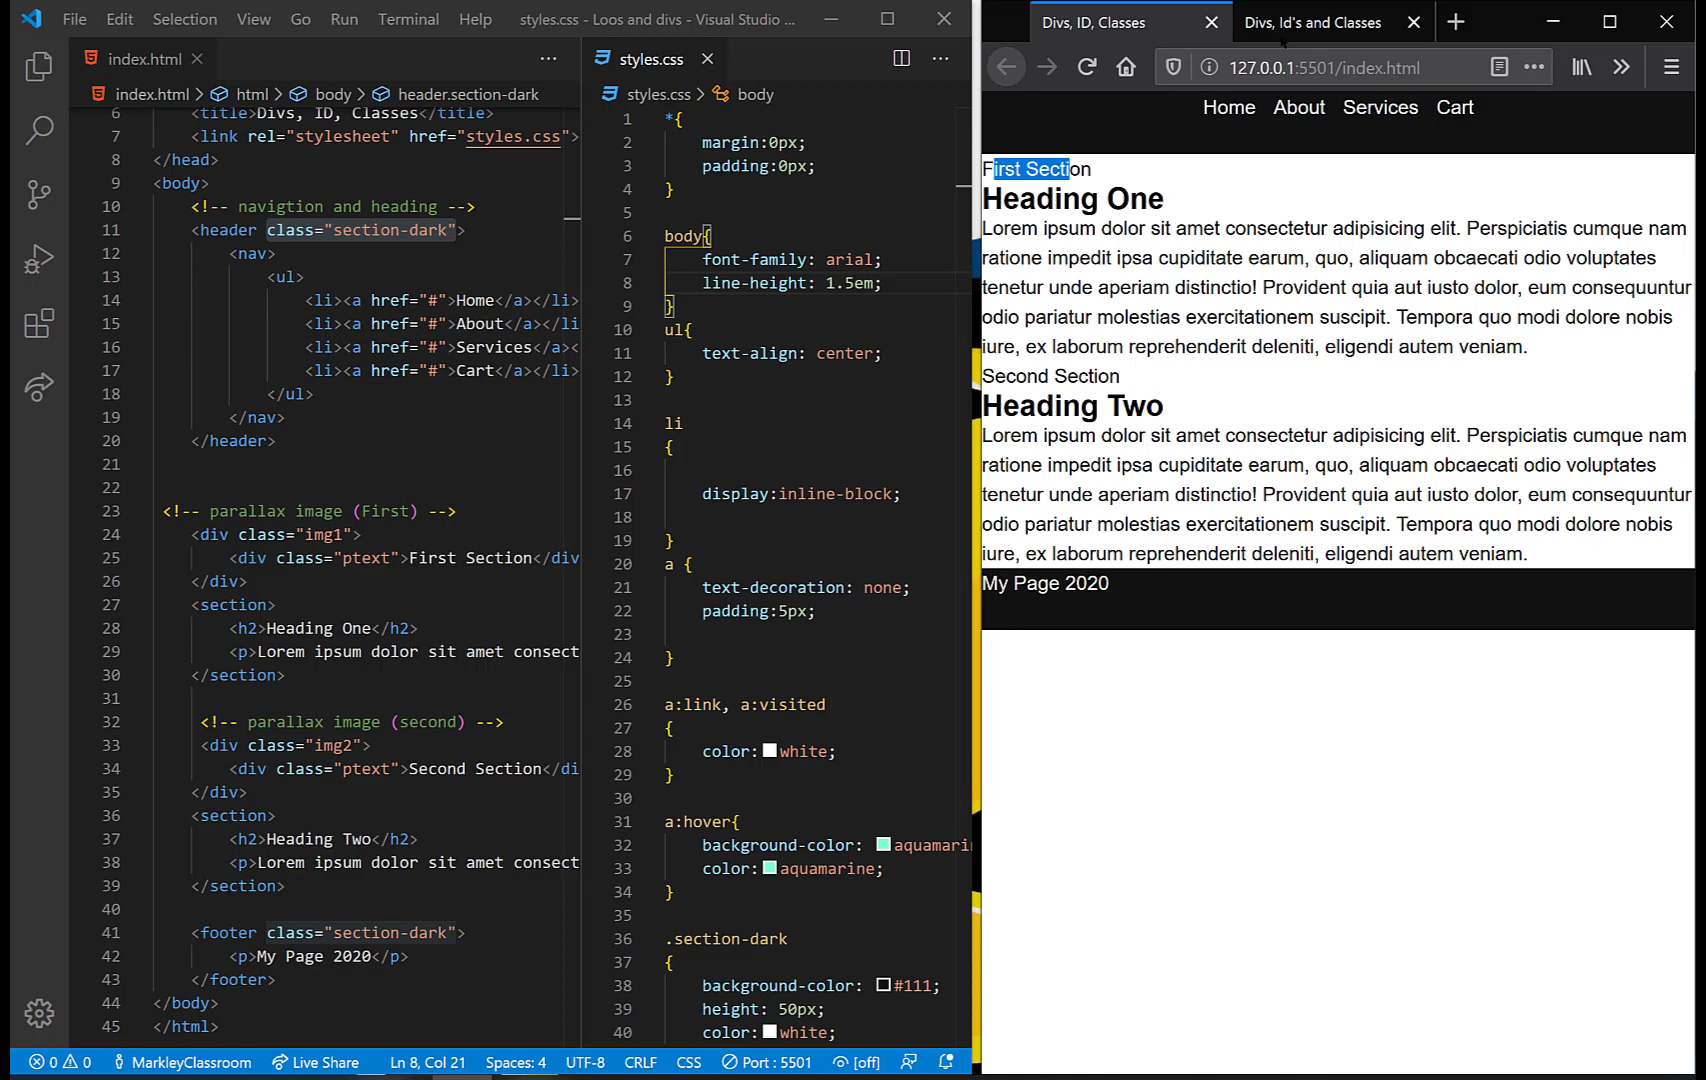 File Edit Selection View Go Run Terminal Help styles.css - Loos and divs - Visual Studio ...
index.html
index.html > html > body > header.section-dark
6 <title>Divs, ID, Classes</title>
7 <link rel="stylesheet" href="styles.css">
8 </head>
9 <body>
10 <!-- navigtion and heading -->
11 <header class="section-dark">
12 <nav>
13 <ul>
14 <li><a href="#">Home</a></li>
15 <li><a href="#">About</a></li
16 <li><a href="#">Services</a><
17 <li><a href="#">Cart</a></li>
18 </ul>
19 </nav>
20 </header>
21
22
23 <!-- parallax image (First) -->
24 <div class="img1">
25 <div class="ptext">First Section</div
26 </div>
27 <section>
28 <h2>Heading One</h2>
29 <p>Lorem ipsum dolor sit amet consect
30 </section>
31
32 <!-- parallax image (second) -->
33 <div class="img2">
34 <div class="ptext">Second Section</di
35 </div>
36 <section>
37 <h2>Heading Two</h2>
38 <p>Lorem ipsum dolor sit amet consect
39 </section>
40
41 <footer class="section-dark">
42 <p>My Page 2020</p>
43 </footer>
44 </body>
45 </html>
styles.css
styles.css > body
1 *{
2 margin:0px;
3 padding:0px;
4 }
5
6 body{
7 font-family: arial;
8 line-height: 1.5em;
9 }
10 ul{
11 text-align: center;
12 }
13
14 li
15 {
16
17 display:inline-block;
18
19 }
20 a {
21 text-decoration: none;
22 padding:5px;
23
24 }
25
26 a:link, a:visited
27 {
28 color: white;
29 }
30
31 a:hover{
32 background-color: aquamari
33 color: aquamarine;
34 }
35
36 .section-dark
37 {
38 background-color: #111;
39 height: 50px;
40 color: white;
0 0 MarkleyClassroom Live Share Ln 8, Col 21 Spaces: 4 UTF-8 CRLF CSS Port : 5501 [off]
Divs, ID, Classes Divs, Id's and Classes
127.0.0.1:5501/index.html
Home About Services Cart
First Section
Heading One
Lorem ipsum dolor sit amet consectetur adipisicing elit. Perspiciatis cumque nam
ratione impedit ipsa cupiditate earum, quo, aliquam obcaecati odio voluptates
tenetur unde aperiam distinctio! Provident quia aut iusto dolor, eum consequuntur
odio pariatur molestias exercitationem suscipit. Tempora quo modi dolore nobis
iure, ex laborum reprehenderit deleniti, eligendi autem veniam.
Second Section
Heading Two
Lorem ipsum dolor sit amet consectetur adipisicing elit. Perspiciatis cumque nam
ratione impedit ipsa cupiditate earum, quo, aliquam obcaecati odio voluptates
tenetur unde aperiam distinctio! Provident quia aut iusto dolor, eum consequuntur
odio pariatur molestias exercitationem suscipit. Tempora quo modi dolore nobis
iure, ex laborum reprehenderit deleniti, eligendi autem veniam.
My Page 2020